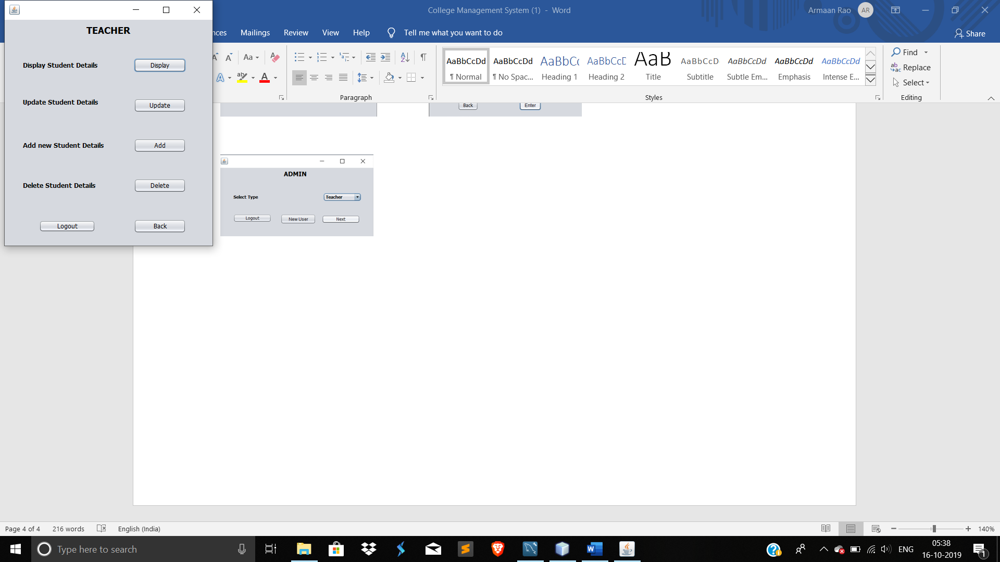 TEACHER
Display Student Details Display
Update Student Details Update
Add new Student Details Add
Delete Student Details Delete
Logout Back
College Management System (1) - Word
Armaan Rao AR
nces Mailings Review View Help Tell me what you want to do Share
Aa
AaBbCcDd AaBbCcDd AaBbCc AaBbCcE AaB AaBbCcD AaBbCcDd AaBbCcDd AaBbCcDd
¶ Normal ¶ No Spac... Heading 1 Heading 2 Title Subtitle Subtle Em... Emphasis Intense E...
Find
Replace
Select
Paragraph Styles Editing
Back Enter
ADMIN
Select Type Teacher
Logout New User Next
Page 4 of 4 216 words English (India) 140%
Type here to search
ENG
05:38
16-10-2019
1